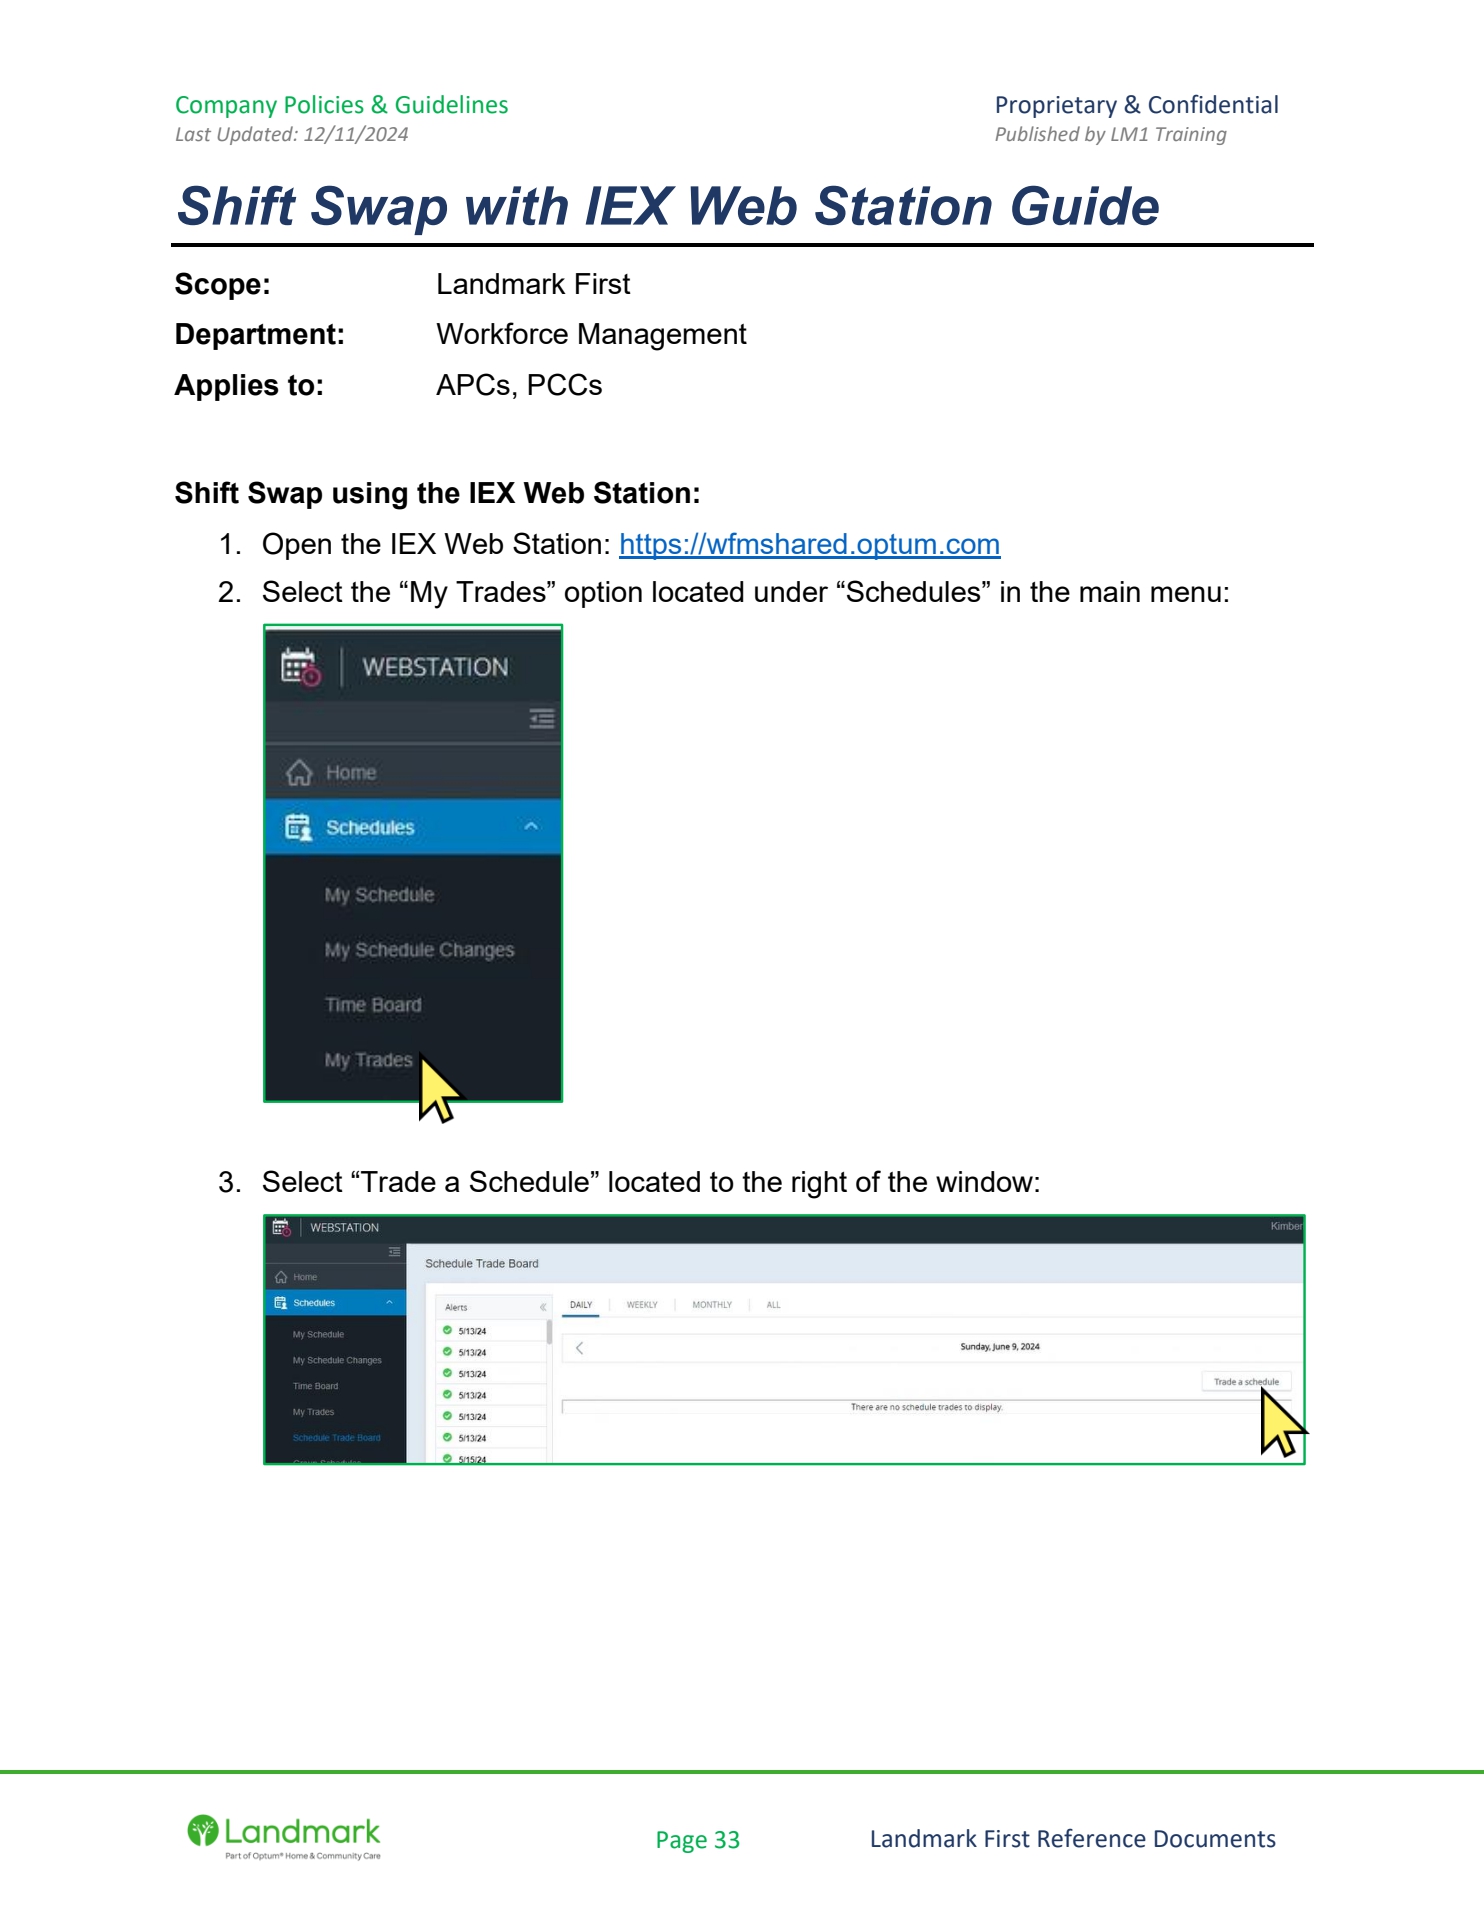 Company Policies & Guidelines
Proprietary & Confidential
Last Updated: 12/11/2024
Published by LM1 Training
Shift Swap with IEX Web Station Guide
Scope: Landmark First
Department: Workforce Management
Applies to: APCs, PCCs
Shift Swap using the IEX Web Station:
1. Open the IEX Web Station: https://wfmshared.optum.com
2. Select the “My Trades” option located under “Schedules” in the main menu:
WEBSTATION
Home
Schedules
My Schedule
My Schedule Changes
Time Board
My Trades
3. Select “Trade a Schedule” located to the right of the window:
WEBSTATION
Kimber
Home
Schedules
My Schedule
My Schedule Changes
Time Board
My Trades
Schedule Trade Board
Schedule Trade Board
Alerts
5/13/24
5/13/24
5/13/24
5/13/24
5/13/24
5/13/24
5/15/24
DAILY WEEKLY MONTHLY ALL
Sunday, June 9, 2024
Trade a schedule
There are no schedule trades to display.
Landmark
Part of Optum® Home & Community Care
Page 33
Landmark First Reference Documents